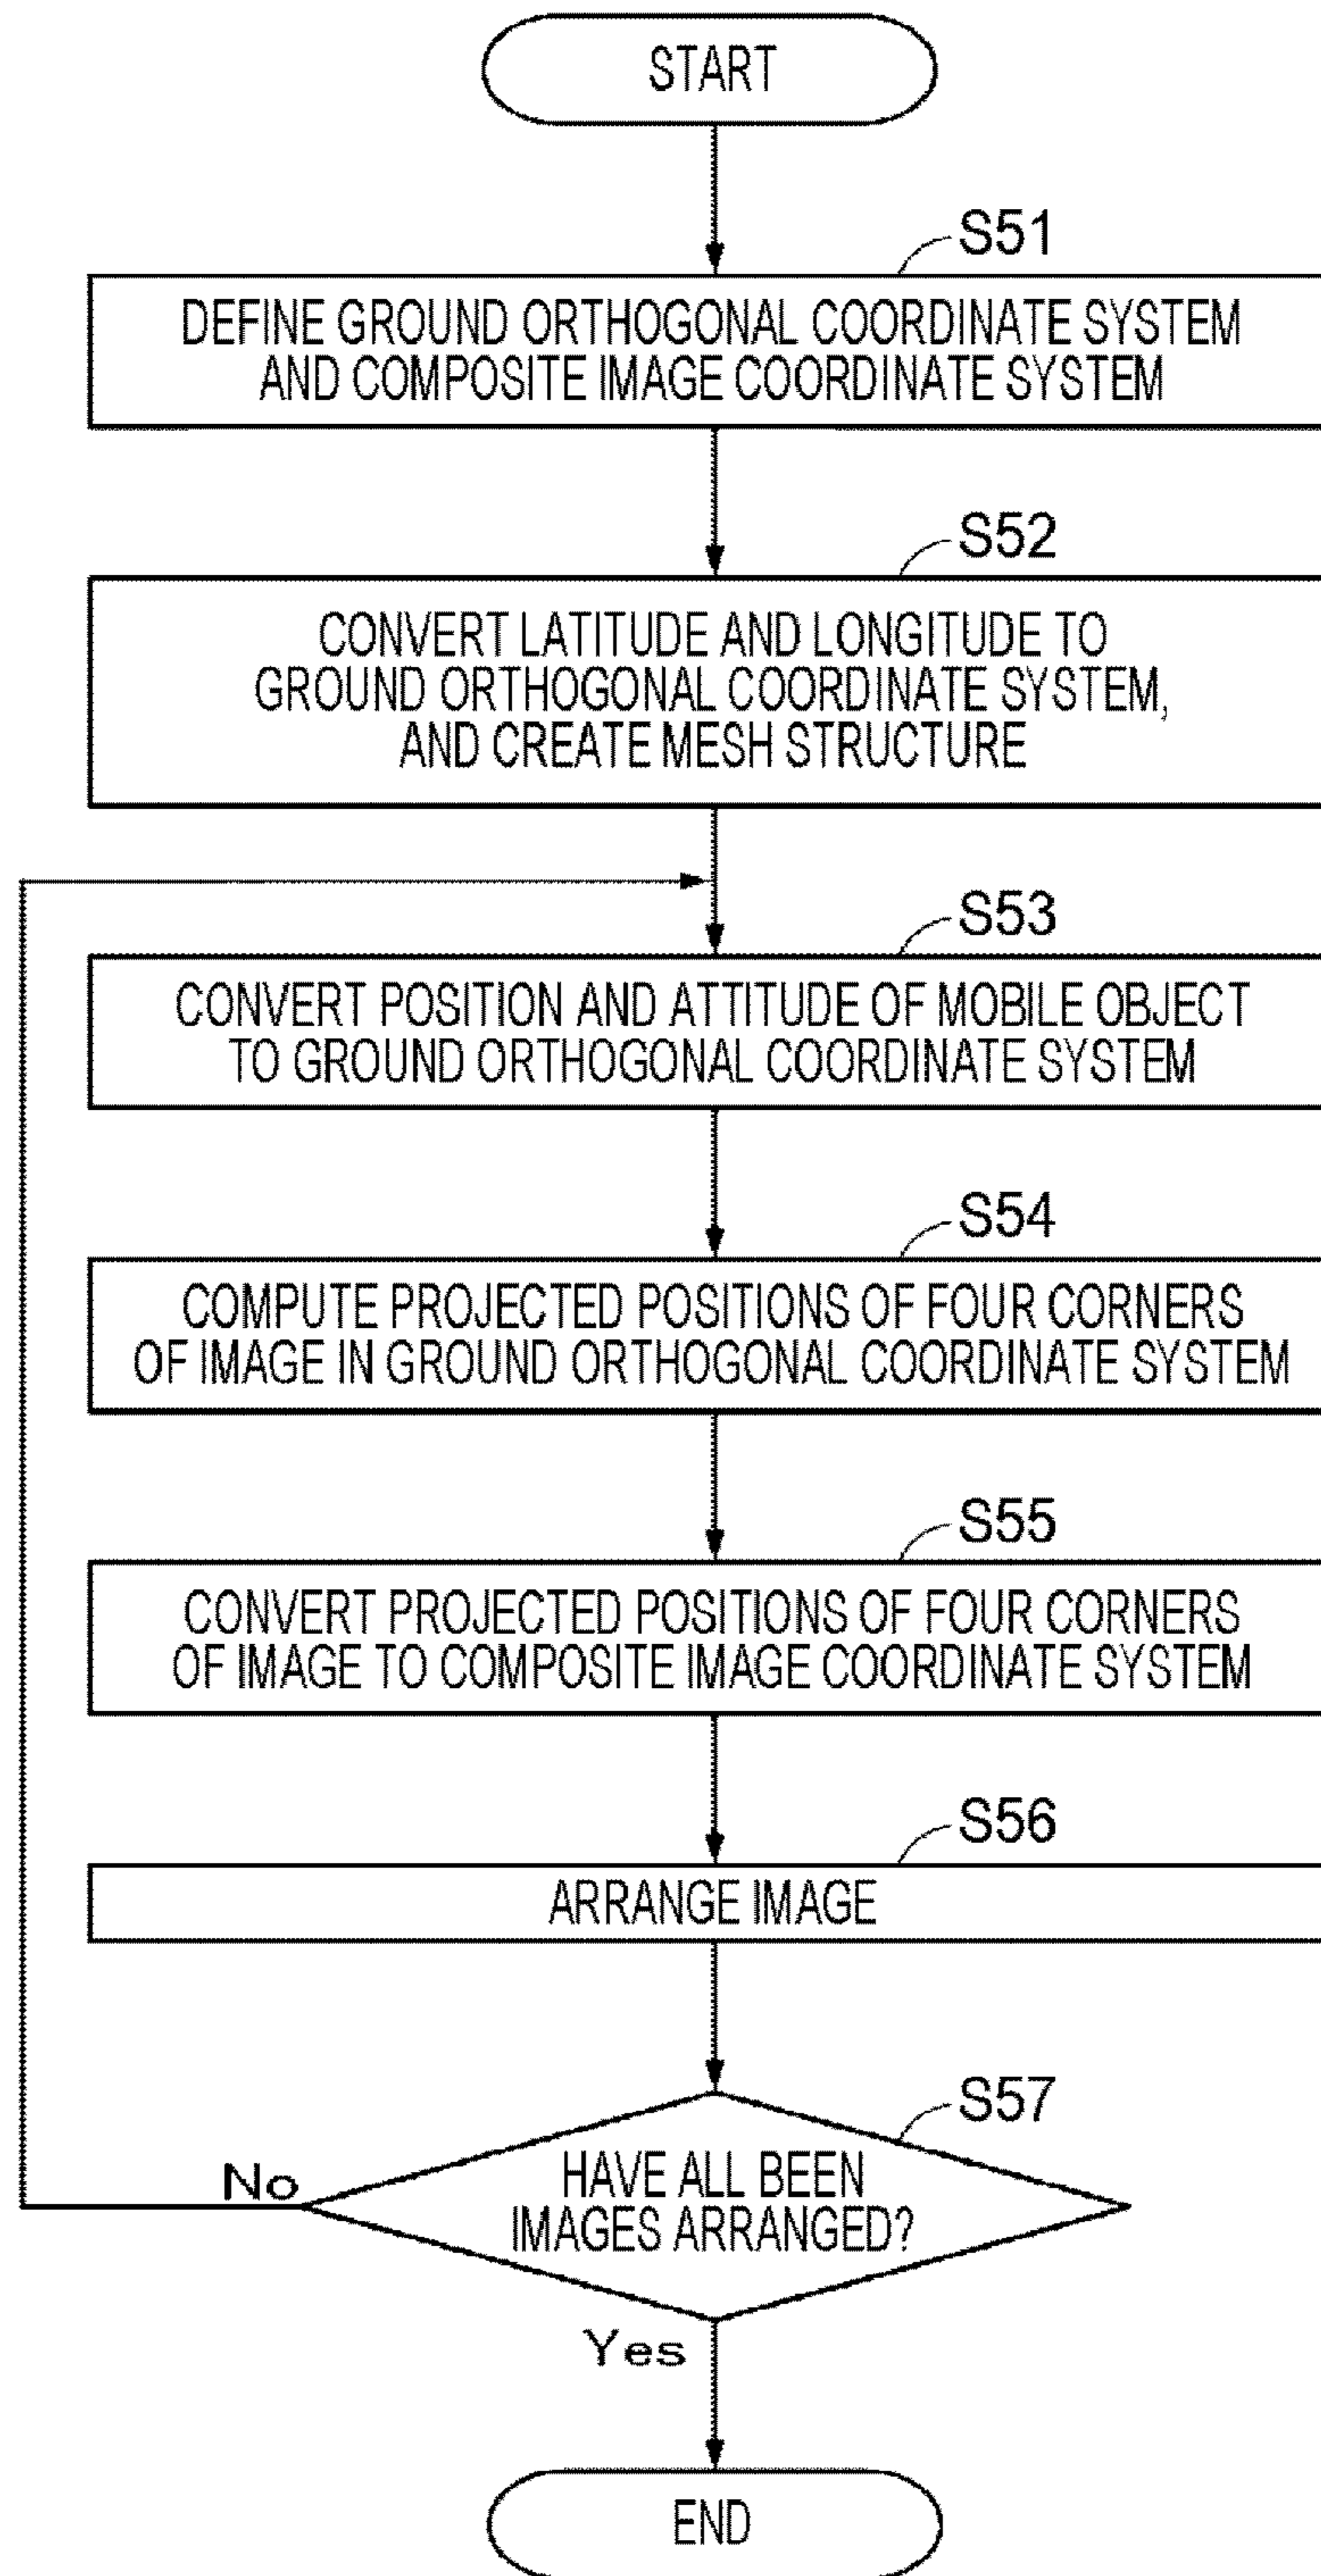 START
S51
DEFINE GROUND ORTHOGONAL COORDINATE SYSTEM
AND COMPOSITE IMAGE COORDINATE SYSTEM
S52
CONVERT LATITUDE AND LONGITUDE TO
GROUND ORTHOGONAL COORDINATE SYSTEM,
AND CREATE MESH STRUCTURE
S53
CONVERT POSITION AND ATTITUDE OF MOBILE OBJECT
TO GROUND ORTHOGONAL COORDINATE SYSTEM
S54
COMPUTE PROJECTED POSITIONS OF FOUR CORNERS
OF IMAGE IN GROUND ORTHOGONAL COORDINATE SYSTEM
S55
CONVERT PROJECTED POSITIONS OF FOUR CORNERS
OF IMAGE TO COMPOSITE IMAGE COORDINATE SYSTEM
S56
ARRANGE IMAGE
S57
HAVE ALL BEEN
IMAGES ARRANGED?
No
Yes
END